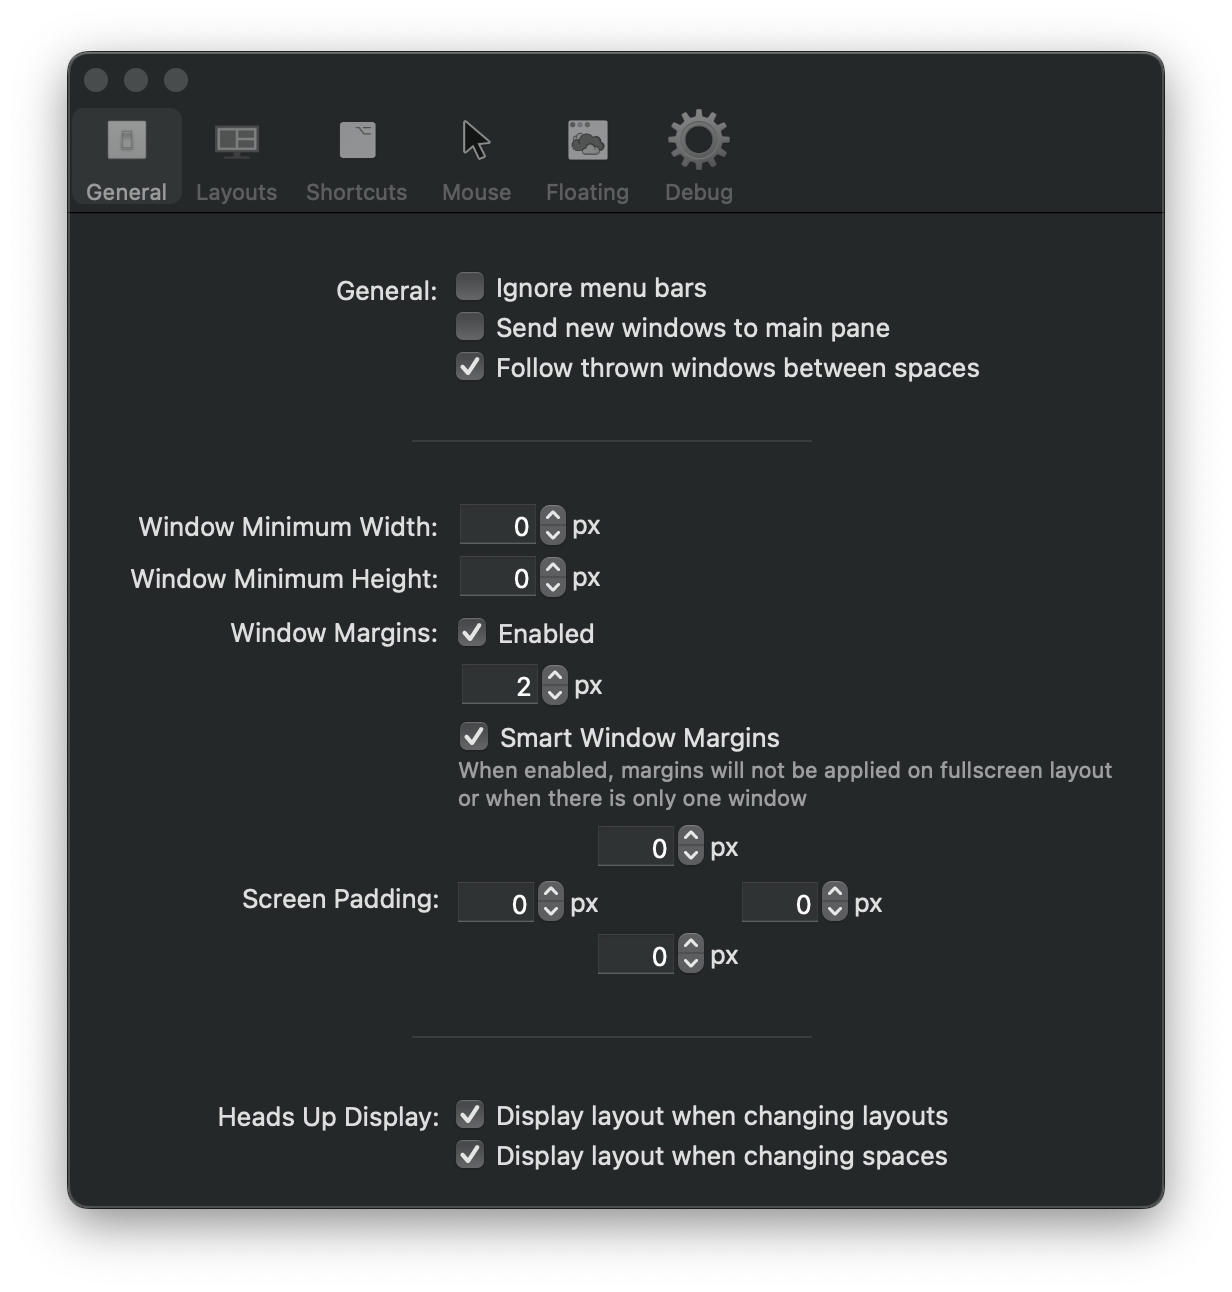 General Layouts Shortcuts Mouse Floating Debug
General: Ignore menu bars
Send new windows to main pane
Follow thrown windows between spaces
Window Minimum Width: 0 px
Window Minimum Height: 0 px
Window Margins: Enabled
2 px
Smart Window Margins
When enabled, margins will not be applied on fullscreen layout
or when there is only one window
0 px
Screen Padding: 0 px 0 px
0 px
Heads Up Display: Display layout when changing layouts
Display layout when changing spaces